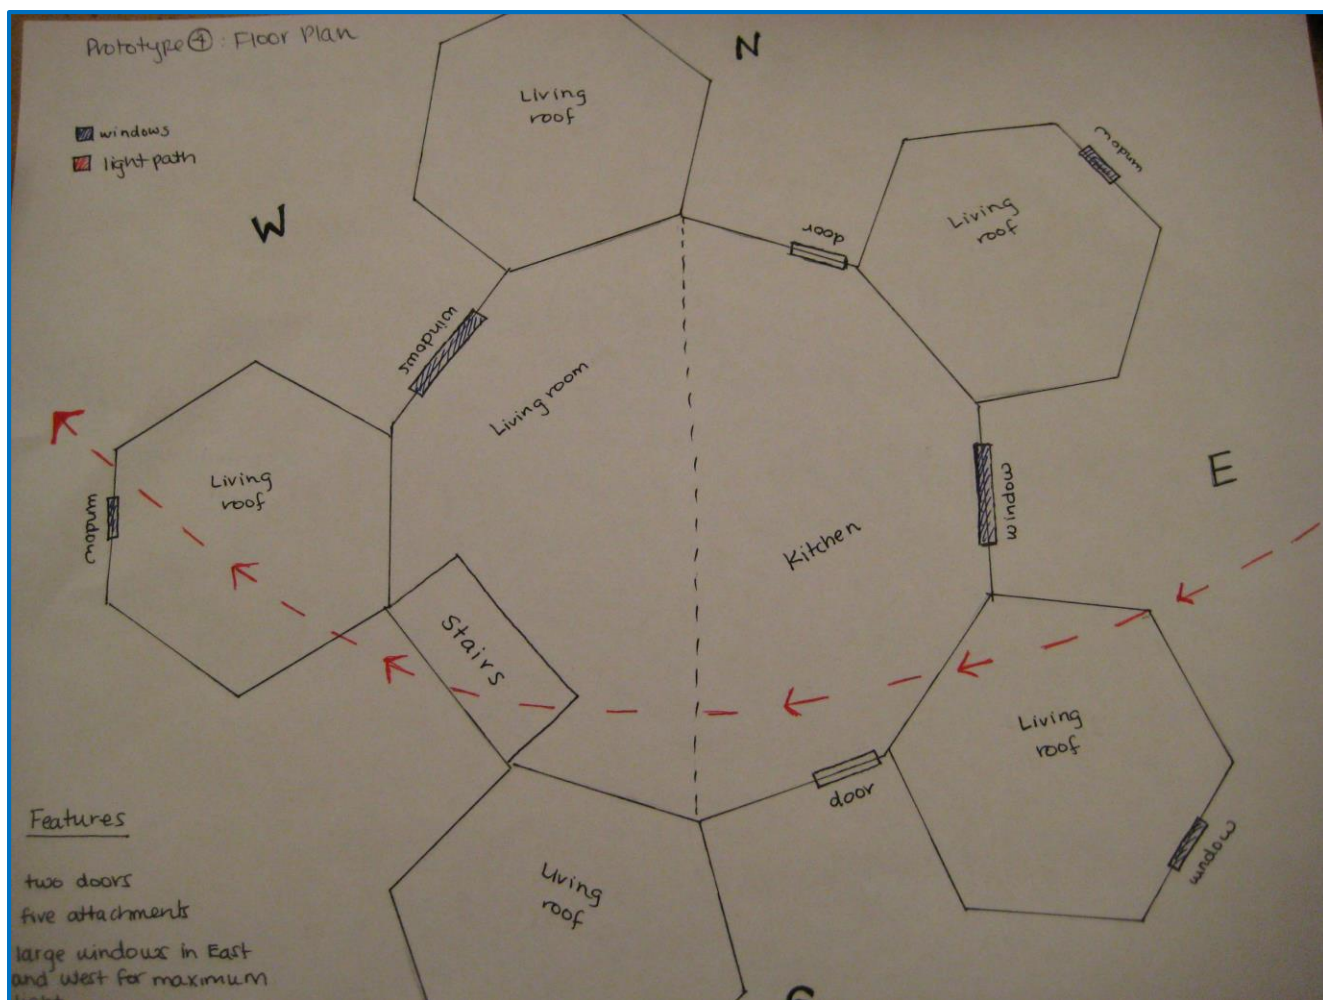 Prototype ④: Floor Plan
N
windows
light path
W
Living
roof
window
Living
roof
door
windows
Living room
Living
roof
window
E
window
Kitchen
Stairs
Living
roof
door
window
Living
roof
Features
two doors
five attachments
large windows in East
and west for maximum